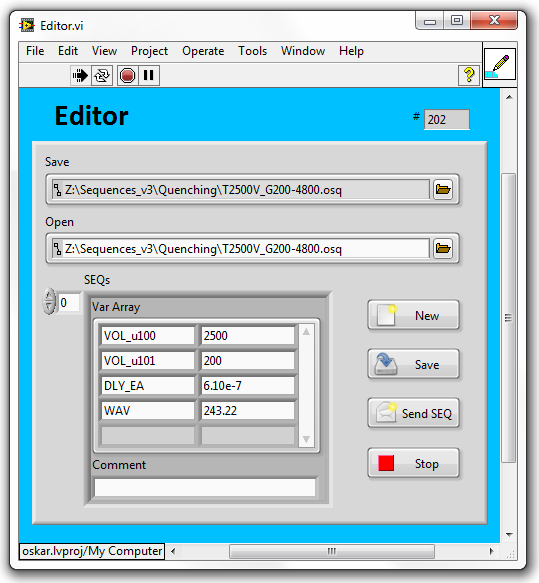 Editor.vi
File Edit View Project Operate Tools Window Help
?
Editor
# 202
Save
Z:\Sequences_v3\Quenching\T2500V_G200-4800.osq
Open
Z:\Sequences_v3\Quenching\T2500V_G200-4800.osq
SEQs
0
Var Array
VOL_u100 2500
VOL_u101 200
DLY_EA 6.10e-7
WAV 243.22
Comment
New
Save
Send SEQ
Stop
oskar.lvproj/My Computer